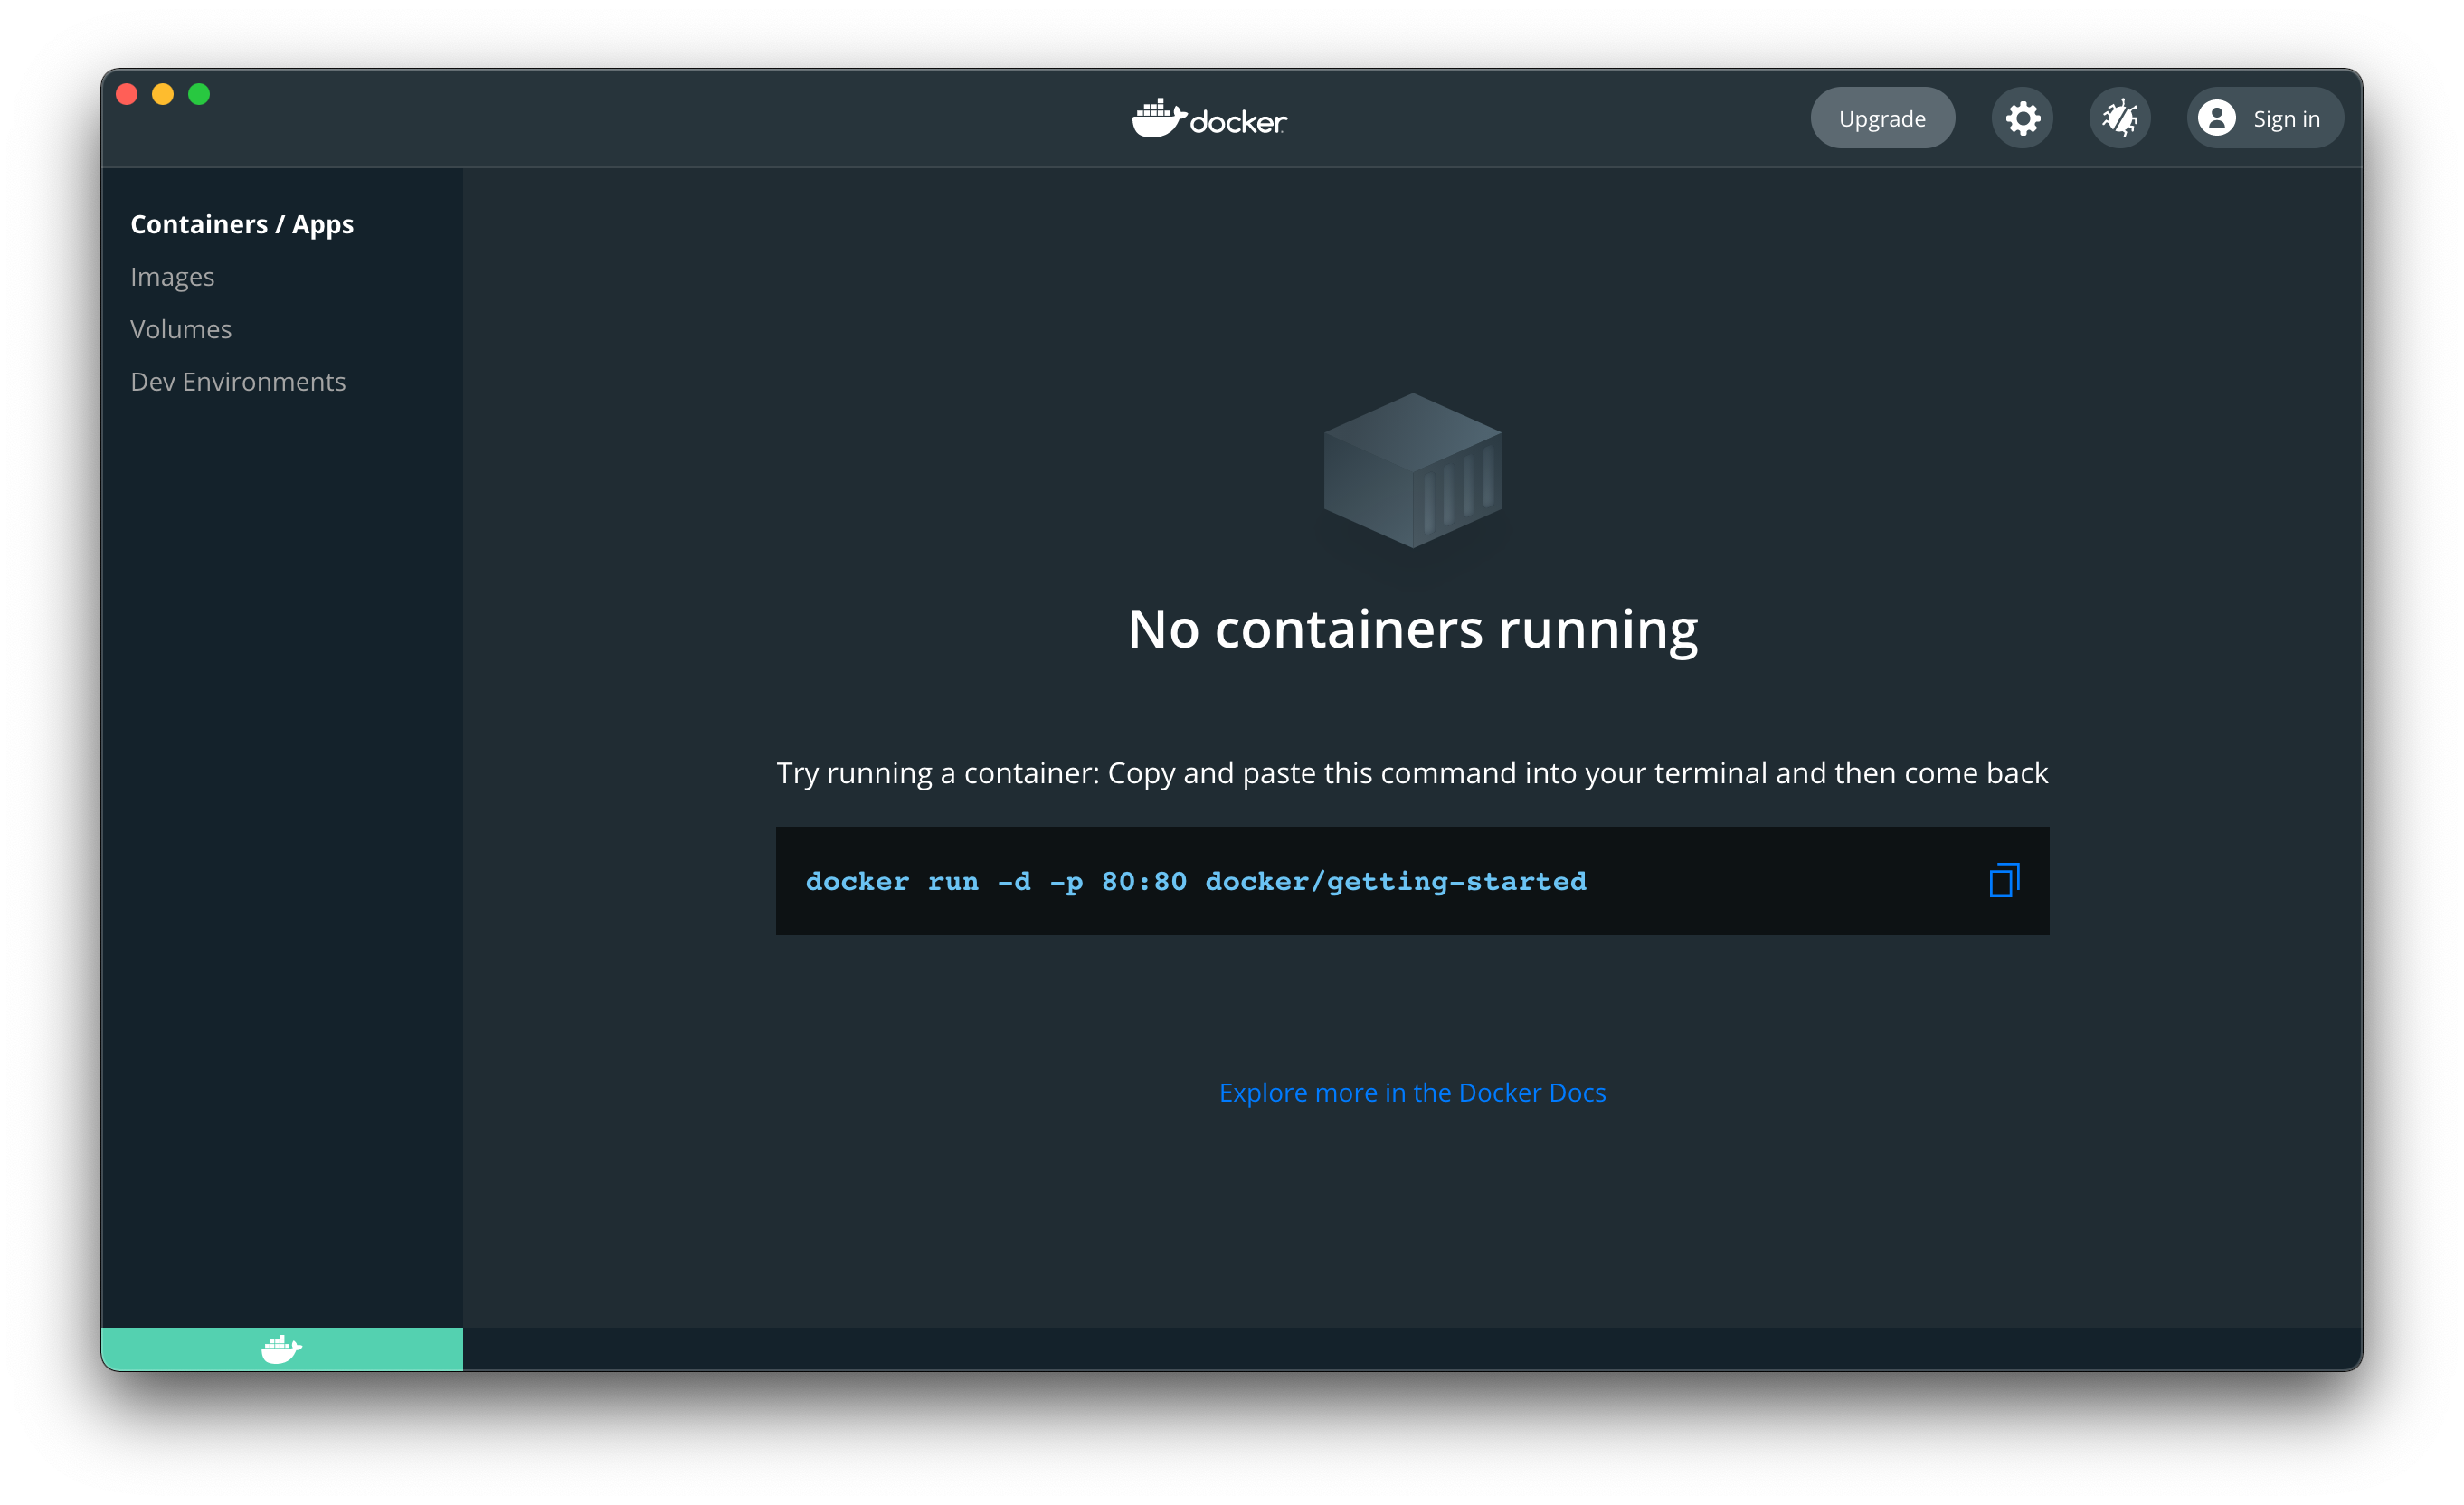 docker
Upgrade
Sign in
Containers / Apps
Images
Volumes
Dev Environments
No containers running
Try running a container: Copy and paste this command into your terminal and then come back
docker run -d -p 80:80 docker/getting-started
Explore more in the Docker Docs